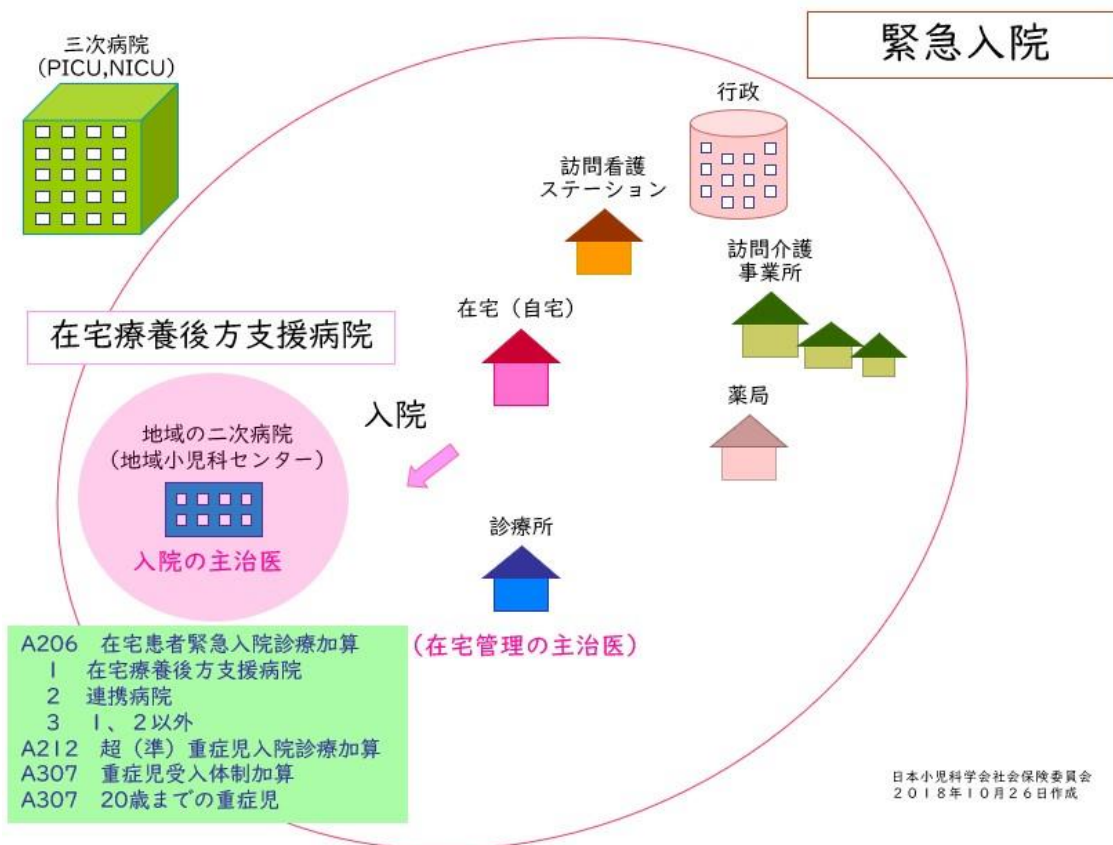 緊急入院
三次病院
(PICU,NICU)
行政
訪問看護
ステーション
訪問介護
事業所
在宅（自宅）
在宅療養後方支援病院
薬局
入院
地域の二次病院
（地域小児科センター）
入院の主治医
診療所
（在宅管理の主治医）
A206　在宅患者緊急入院診療加算
1　在宅療養後方支援病院
2　連携病院
3　1、2以外
A212　超（準）重症児入院診療加算
A307　重症児受入体制加算
A307　20歳までの重症児
日本小児科学会社会保険委員会
2018年10月26日作成